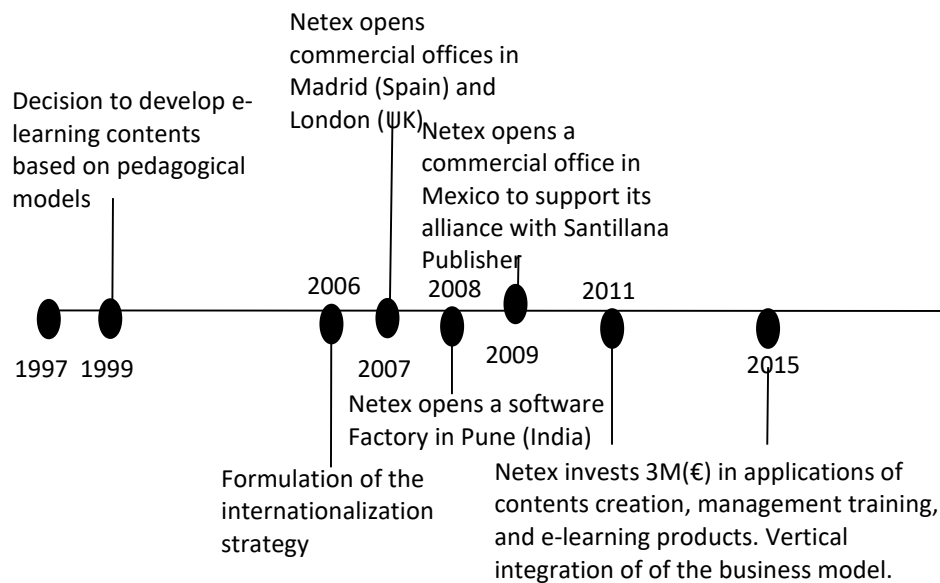 Netex opens
commercial offices in
Madrid (Spain) and
London (UK)
Decision to develop e-
learning contents
based on pedagogical
models
Netex opens a
commercial office in
Mexico to support its
alliance with Santillana
Publisher
2006
2008
2011
1997
1999
2007
2009
2015
Netex opens a software
Factory in Pune (India)
Formulation of the
internationalization
strategy
Netex invests 3M(€) in applications of
contents creation, management training,
and e-learning products. Vertical
integration of of the business model.